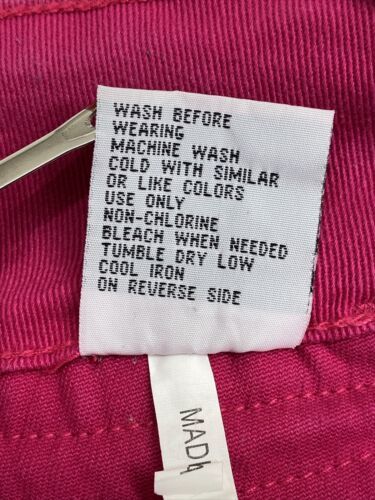 WASH BEFORE
WEARING
MACHINE WASH
COLD WITH SIMILAR
OR LIKE COLORS
USE ONLY
NON-CHLORINE
BLEACH WHEN NEEDED
TUMBLE DRY LOW
COOL IRON
ON REVERSE SIDE
MAD